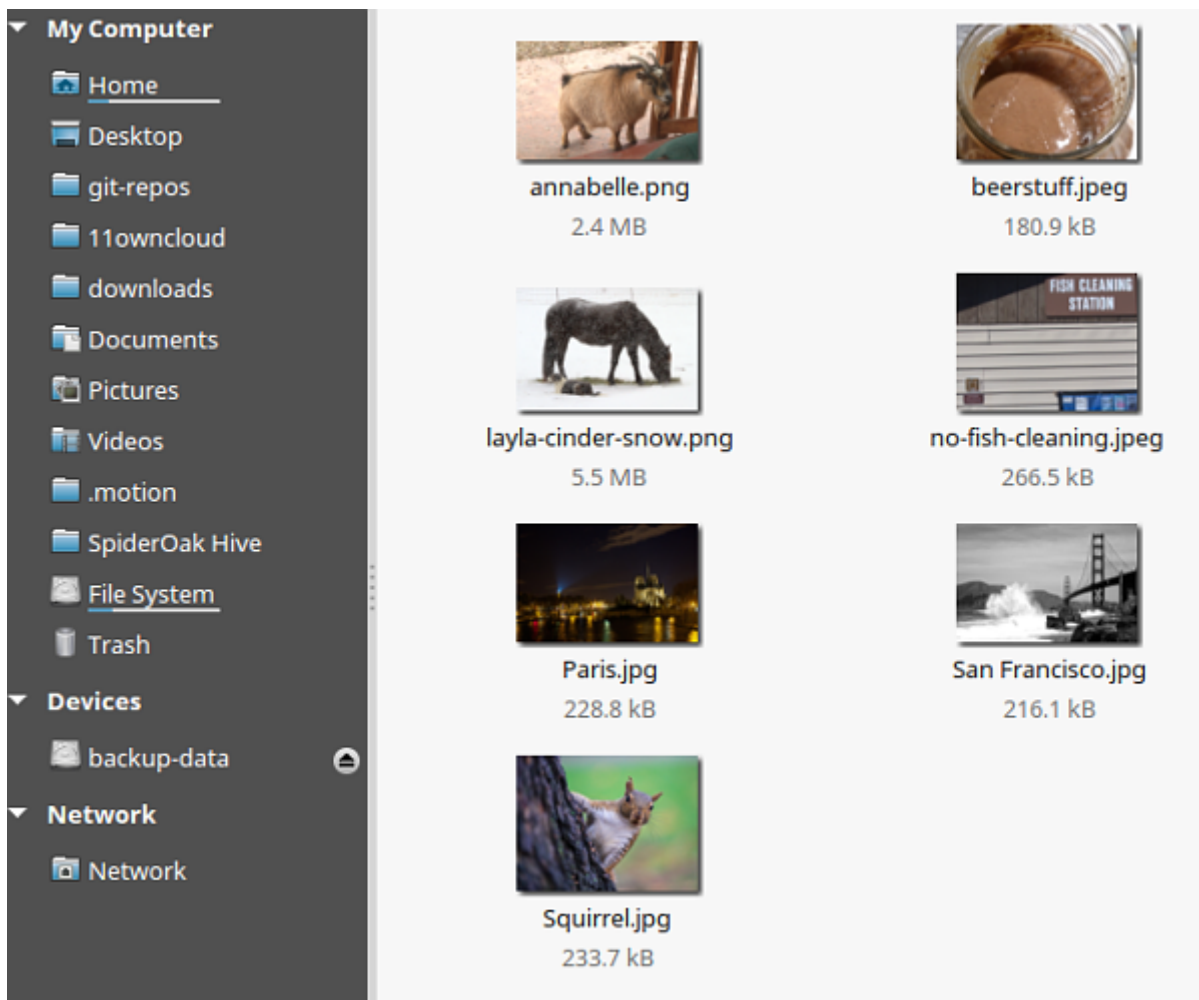 My Computer
Home
Desktop
git-repos
11owncloud
downloads
Documents
Pictures
Videos
.motion
SpiderOak Hive
File System
Trash
Devices
backup-data
Network
Network
annabelle.png
2.4 MB
beerstuff.jpeg
180.9 kB
FISH CLEANING
STATION
layla-cinder-snow.png
5.5 MB
no-fish-cleaning.jpeg
266.5 kB
Paris.jpg
228.8 kB
San Francisco.jpg
216.1 kB
Squirrel.jpg
233.7 kB